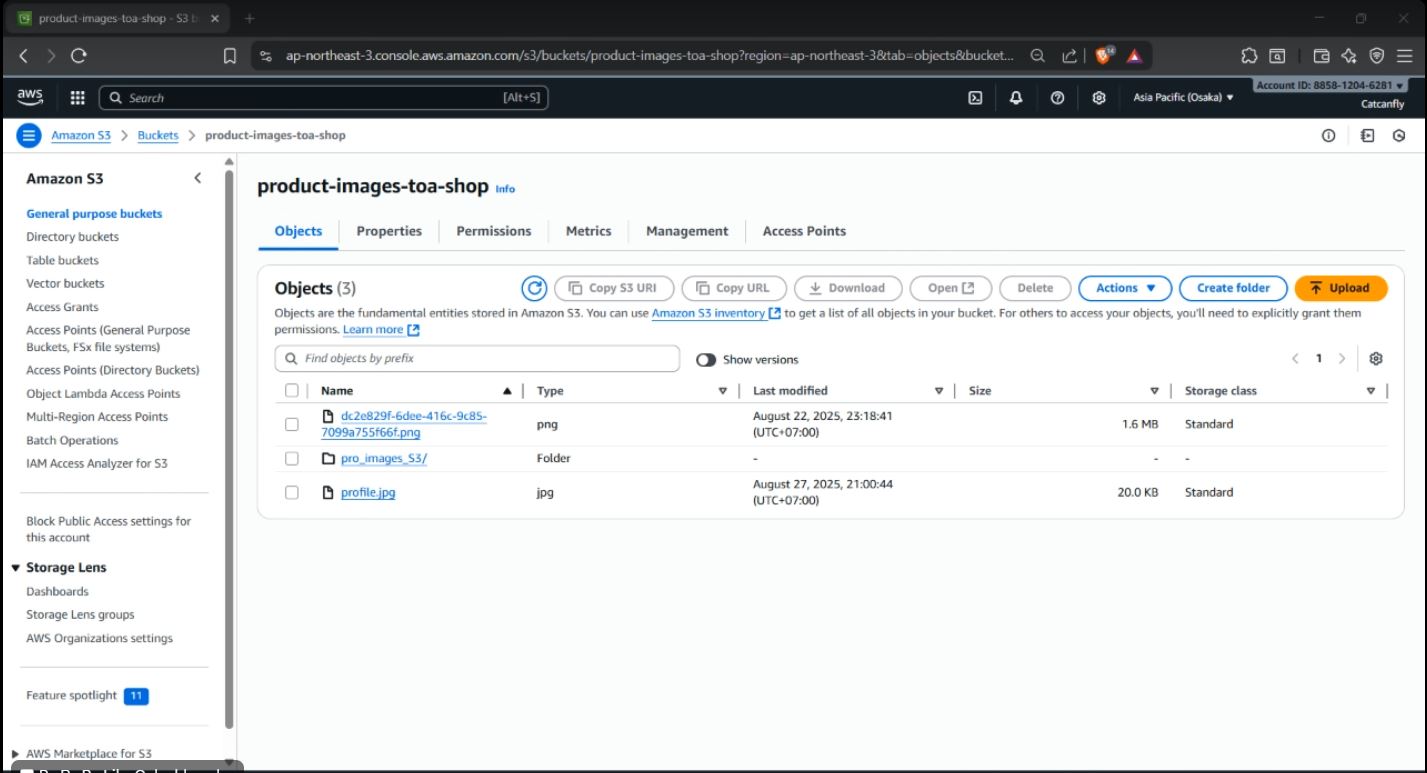 product-images-toa-shop - S3 b
ap-northeast-3.console.aws.amazon.com/s3/buckets/product-images-toa-shop?region=ap-northeast-3&tab=objects&bucket...
14
aws
Search
[Alt+S]
Asia Pacific (Osaka)
Account ID: 8858-1204-6281
Catcanfly
Amazon S3 > Buckets > product-images-toa-shop
Amazon S3
General purpose buckets
Directory buckets
Table buckets
Vector buckets
Access Grants
Access Points (General Purpose
Buckets, FSx file systems)
Access Points (Directory Buckets)
Object Lambda Access Points
Multi-Region Access Points
Batch Operations
IAM Access Analyzer for S3
Block Public Access settings for
this account
Storage Lens
Dashboards
Storage Lens groups
AWS Organizations settings
Feature spotlight 11
AWS Marketplace for S3
product-images-toa-shop Info
Objects Properties Permissions Metrics Management Access Points
Objects (3)
Copy S3 URI Copy URL Download Open Delete Actions Create folder Upload
Objects are the fundamental entities stored in Amazon S3. You can use Amazon S3 inventory to get a list of all objects in your bucket. For others to access your objects, you'll need to explicitly grant them
permissions. Learn more
Find objects by prefix
Show versions
1
Name Type Last modified Size Storage class
dc2e829f-6dee-416c-9c85-
7099a755f66f.png
png
August 22, 2025, 23:18:41
(UTC+07:00)
1.6 MB
Standard
pro_images_S3/ Folder - - -
profile.jpg
jpg
August 27, 2025, 21:00:44
(UTC+07:00)
20.0 KB
Standard